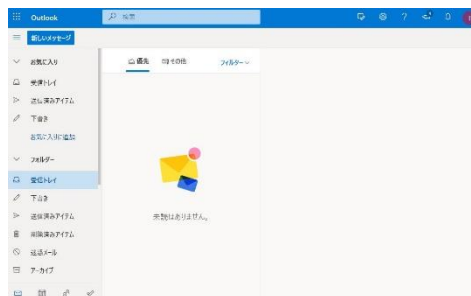 Outlook
検索
新しいメッセージ
お気に入り
優先
その他
フィルター
受信トレイ
送信済みアイテム
下書き
お気に入りに追加
フォルダー
受信トレイ
下書き
送信済みアイテム
未読はありません。
削除済みアイテム
迷惑メール
アーカイブ